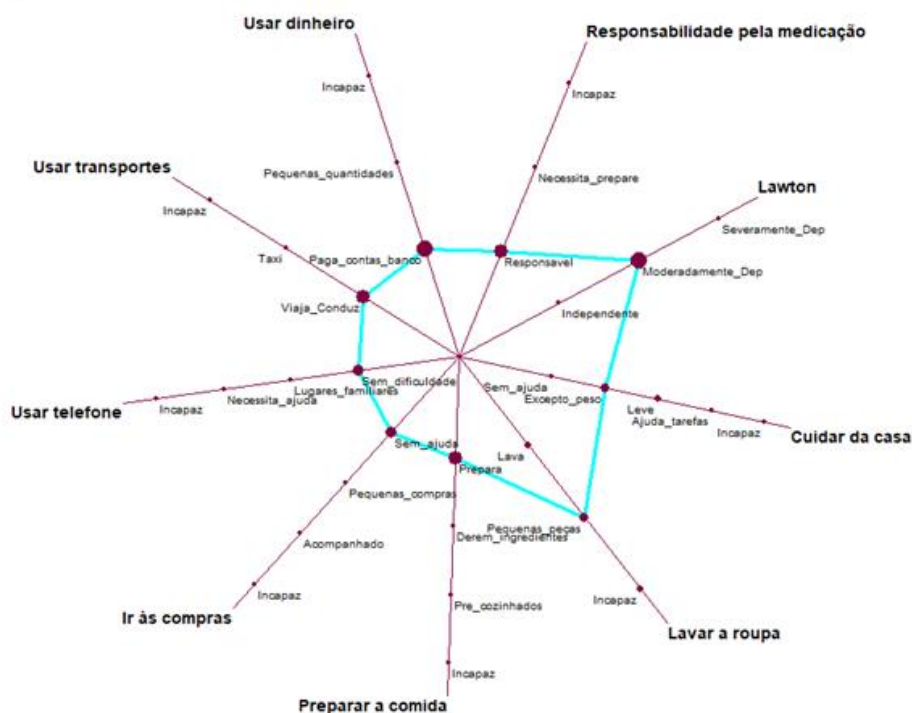 Usar dinheiro
Responsabilidade pela medicação
Incapaz
Incapaz
Usar transportes
Pequenas_quantidades
Necessita_prepare
Lawton
Incapaz
Severamente_Dep
Taxi
Paga_contas_banco
Responsavel
Moderadamente_Dep
Viaja_Conduz
Independente
Sem_dificuldade
Lugares_familiares
Necessita_ajuda
Incapaz
Usar telefone
Sem_ajuda
Excepto_peso
Leve
Ajuda_tarefas
Incapaz
Cuidar da casa
Sem_ajuda
Lava
Prepara
Pequenas_compras
Pequenas_peças
Derem_ingredientes
Acompanhado
Incapaz
Pre_cozinhados
Incapaz
Ir às compras
Lavar a roupa
Incapaz
Preparar a comida